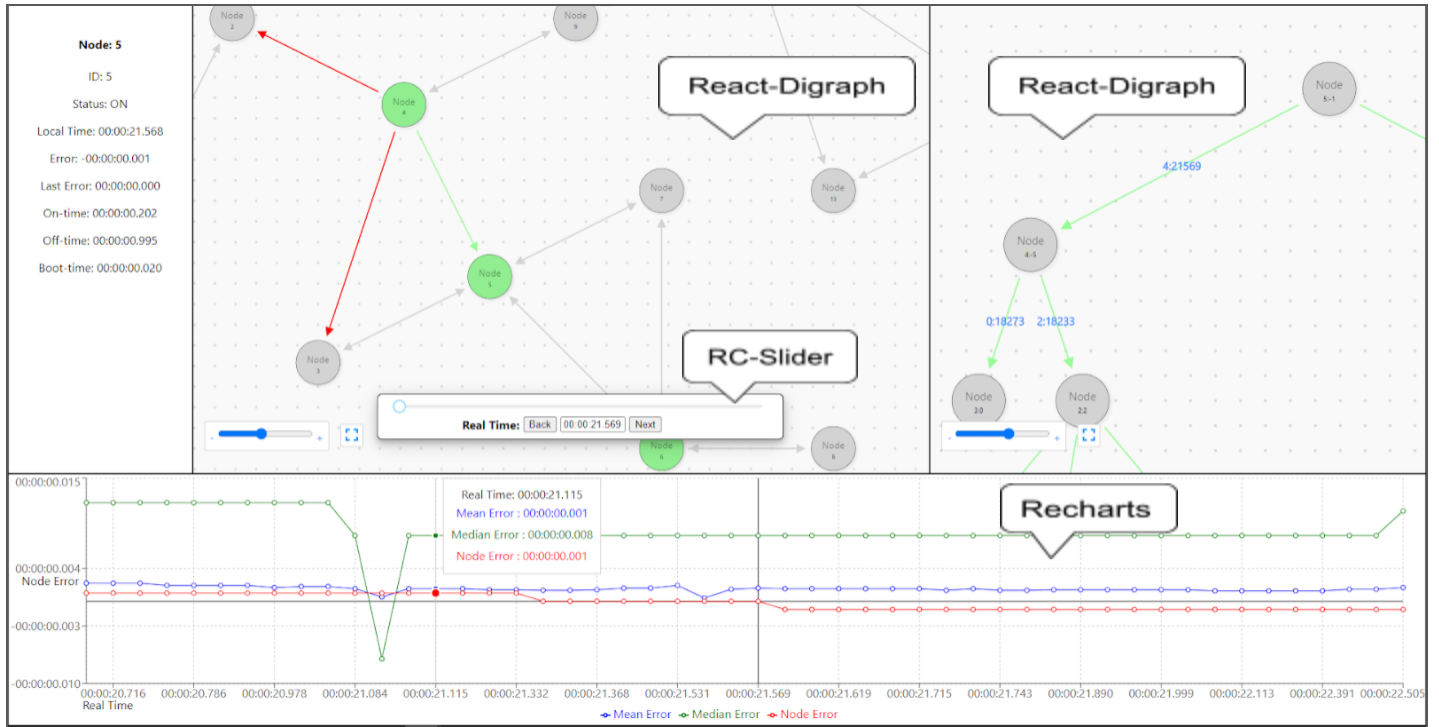 Node: 5
ID: 5
Status: ON
Local Time: 00:00:21.568
Error: -00:00:00.001
Last Error: 00:00:00.000
On-time: 00:00:00.202
Off-time: 00:00:00.995
Boot-time: 00:00:00.020
Node
2
Node
9
Node
4
React-Digraph
Node
7
Node
13
Node
5
Node
3
RC-Slider
Real Time: Back 00:00:21.569 Next
- +
Node
6
Node
8
React-Digraph
Node
5:-1
4:21569
Node
4:-5
0:18273 2:18233
Node
Node
2:2
- +
00:00:00.015
00:00:00.004
Node Error
-00:00:00.003
-00:00:00.010
Real Time: 00:00:21.115
Mean Error : 00:00:00.001
Median Error : 00:00:00.008
Node Error : 00:00:00.001
Recharts
00:00:20.716 00:00:20.786 00:00:20.978 00:00:21.084 00:00:21.115 00:00:21.332 00:00:21.368 00:00:21.531 00:00:21.569 00:00:21.619 00:00:21.715 00:00:21.743 00:00:21.890 00:00:21.999 00:00:22.113 00:00:22.391 00:00:22.505
Real Time
Mean Error Median Error Node Error